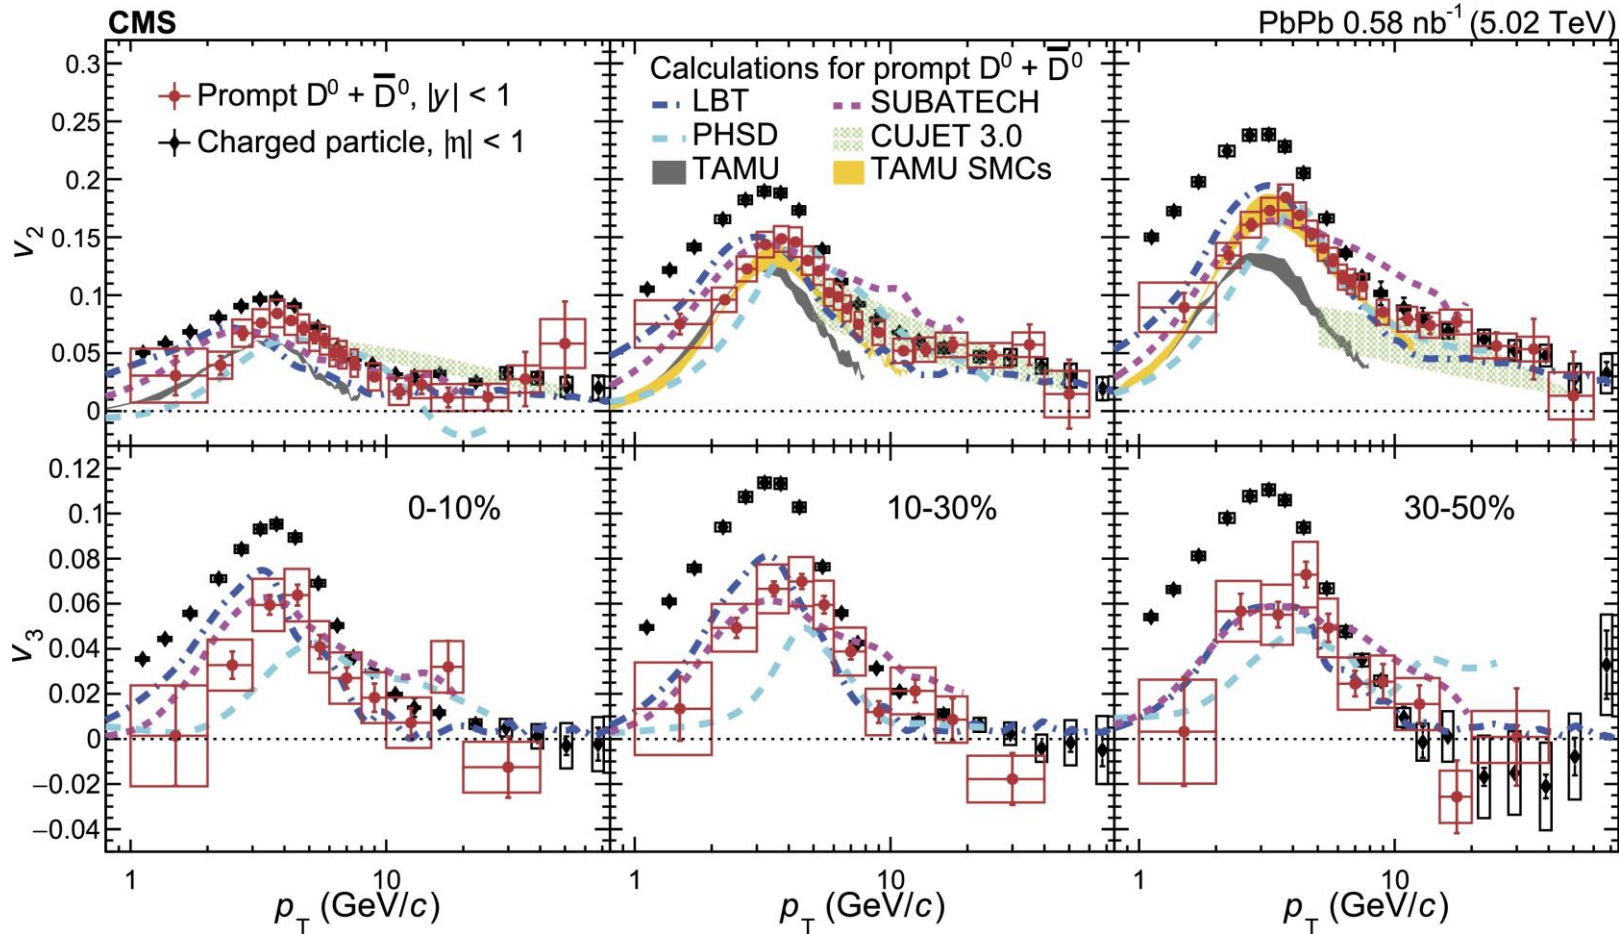 CMS
PbPb 0.58 nb⁻¹ (5.02 TeV)
v₂
0.3
0.25
0.2
0.15
0.1
0.05
0
Prompt D⁰ + D̅⁰, |y| < 1
Charged particle, |η| < 1
Calculations for prompt D⁰ + D̅⁰
LBT
SUBATECH
PHSD
CUJET 3.0
TAMU
TAMU SMCs
v₃
0.12
0.1
0.08
0.06
0.04
0.02
0
−0.02
−0.04
0-10%
10-30%
30-50%
1 10
1 10
1 10
p_T (GeV/c)
p_T (GeV/c)
p_T (GeV/c)